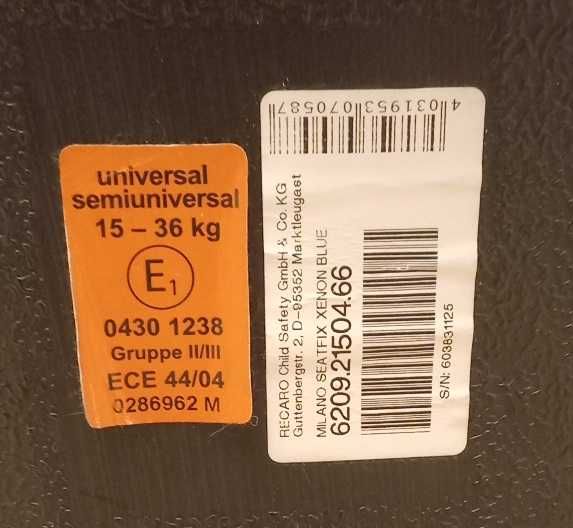 universal
semiuniversal
15 – 36 kg
E1
0430 1238
Gruppe II/III
ECE 44/04
0286962 M
4 031953 070587
RECARO Child Safety GmbH & Co. KG
Guttenbergstr. 2, D-95352 Marktleugast
MILANO SEATFIX XENON BLUE
6209.21504.66
S/N: 603831125